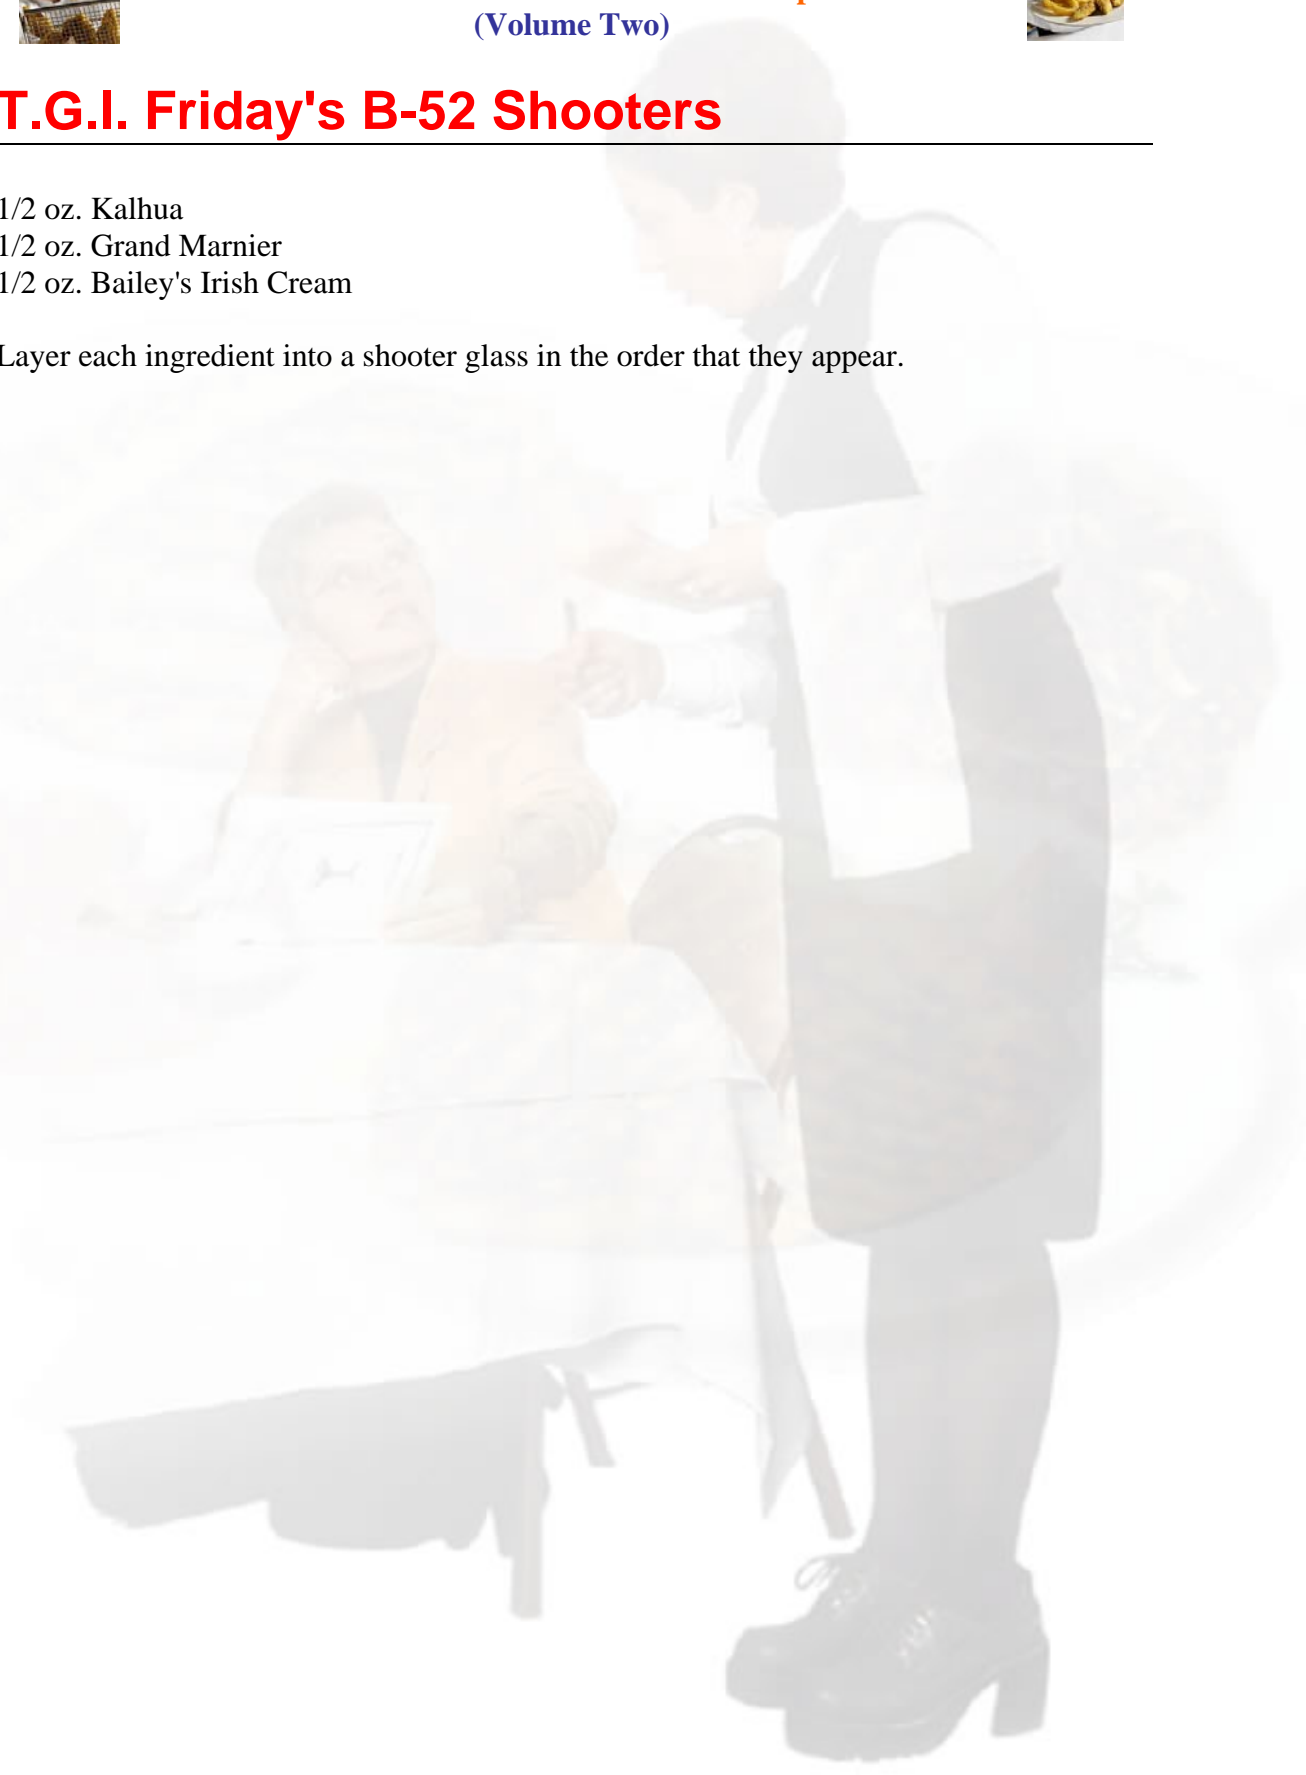 (Volume Two)
T.G.I. Friday's B-52 Shooters
1/2 oz. Kalhua
1/2 oz. Grand Marnier
1/2 oz. Bailey's Irish Cream
Layer each ingredient into a shooter glass in the order that they appear.